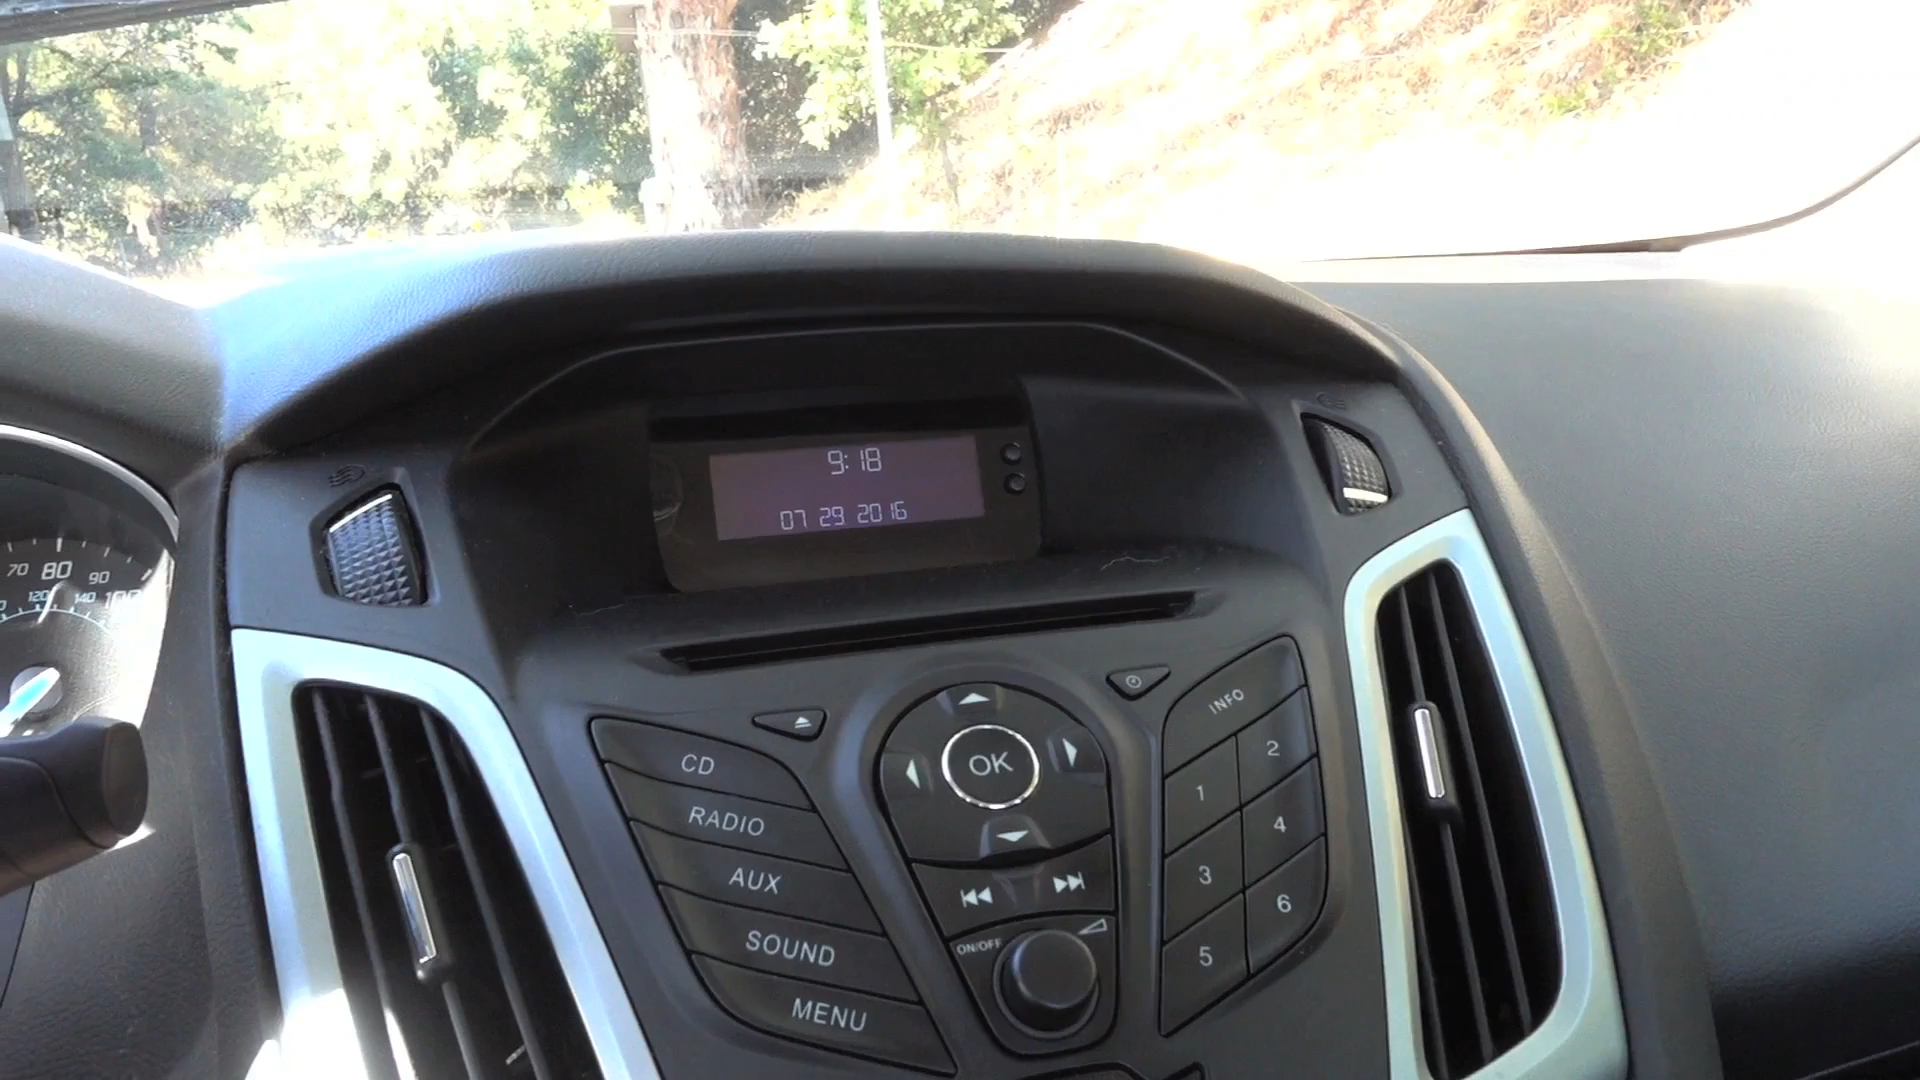 9:18
07 29 2016
70 80 90
120 140
CD
RADIO
AUX
SOUND
MENU
OK
ON/OFF
INFO
1
2
3
4
5
6